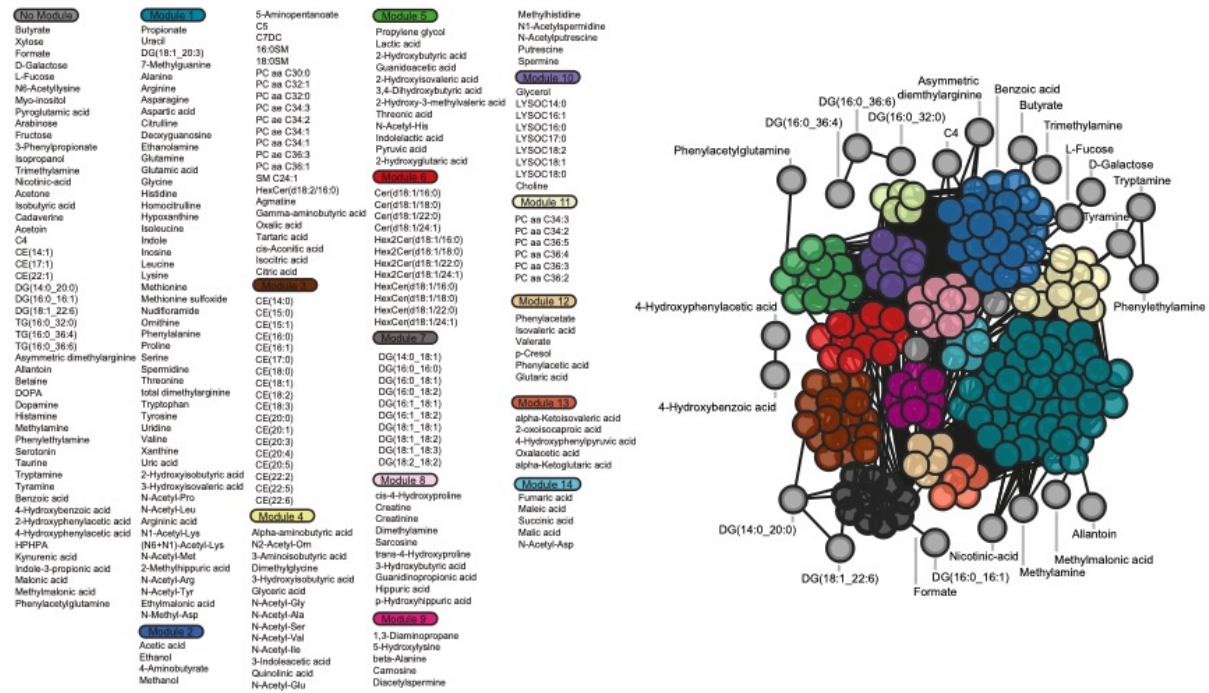 No Module
Butyrate
Xylose
Formate
D-Galactose
L-Fucose
N6-Acetyllysine
Myo-inositol
Pyroglutamic acid
Arabinose
Fructose
3-Phenylpropionate
Isopropanol
Trimethylamine
Nicotinic-acid
Acetone
Isobutyric acid
Cadaverine
Acetoin
C4
CE(14:1)
CE(17:1)
CE(22:1)
DG(14:0_20:0)
DG(16:0_16:1)
DG(18:1_22:6)
TG(16:0_32:0)
TG(16:0_36:4)
TG(16:0_36:6)
Asymmetric dimethylarginine
Allantoin
Betaine
DOPA
Dopamine
Histamine
Methylamine
Phenylethylamine
Serotonin
Taurine
Tryptamine
Tyramine
Benzoic acid
4-Hydroxybenzoic acid
2-Hydroxyphenylacetic acid
4-Hydroxyphenylacetic acid
HPHPA
Kynurenic acid
Indole-3-propionic acid
Malonic acid
Methylmalonic acid
Phenylacetylglutamine
Module 1
Propionate
Uracil
DG(18:1_20:3)
7-Methylguanine
Alanine
Arginine
Asparagine
Aspartic acid
Citrulline
Deoxyguanosine
Ethanolamine
Glutamine
Glutamic acid
Glycine
Histidine
Homocitrulline
Hypoxanthine
Isoleucine
Indole
Inosine
Leucine
Lysine
Methionine
Methionine sulfoxide
Nudifloramide
Ornithine
Phenylalanine
Proline
Serine
Spermidine
Threonine
total dimethylarginine
Tryptophan
Tyrosine
Uridine
Valine
Xanthine
Uric acid
2-Hydroxyisobutyric acid
3-Hydroxyisovaleric acid
N-Acetyl-Pro
N-Acetyl-Leu
Argininic acid
N1-Acetyl-Lys
(N6+N1)-Acetyl-Lys
N-Acetyl-Met
2-Methylhippuric acid
N-Acetyl-Arg
N-Acetyl-Tyr
Ethylmalonic acid
N-Methyl-Asp
Module 2
Acetic acid
Ethanol
4-Aminobutyrate
Methanol
5-Aminopentanoate
C5
C7DC
16:0SM
18:0SM
PC aa C30:0
PC aa C32:1
PC aa C32:0
PC ae C34:3
PC ae C34:2
PC ae C34:1
PC aa C34:1
PC ae C36:3
PC aa C36:1
SM C24:1
HexCer(d18:2/16:0)
Agmatine
Gamma-aminobutyric acid
Oxalic acid
Tartaric acid
cis-Aconitic acid
Isocitric acid
Citric acid
Module 3
CE(14:0)
CE(15:0)
CE(15:1)
CE(16:0)
CE(16:1)
CE(17:0)
CE(18:0)
CE(18:1)
CE(18:2)
CE(18:3)
CE(20:0)
CE(20:1)
CE(20:3)
CE(20:4)
CE(20:5)
CE(22:2)
CE(22:5)
CE(22:6)
Module 4
Alpha-aminobutyric acid
N2-Acetyl-Orn
3-Aminoisobutyric acid
Dimethylglycine
3-Hydroxyisobutyric acid
Glyceric acid
N-Acetyl-Gly
N-Acetyl-Ala
N-Acetyl-Ser
N-Acetyl-Val
N-Acetyl-Ile
3-Indoleacetic acid
Quinolinic acid
N-Acetyl-Glu
Module 5
Propylene glycol
Lactic acid
2-Hydroxybutyric acid
Guanidoacetic acid
2-Hydroxyisovaleric acid
3,4-Dihydroxybutyric acid
2-Hydroxy-3-methylvaleric acid
Threonic acid
N-Acetyl-His
Indolelactic acid
Pyruvic acid
2-hydroxyglutaric acid
Module 6
Cer(d18:1/16:0)
Cer(d18:1/18:0)
Cer(d18:1/22:0)
Cer(d18:1/24:1)
Hex2Cer(d18:1/16:0)
Hex2Cer(d18:1/18:0)
Hex2Cer(d18:1/22:0)
Hex2Cer(d18:1/24:1)
HexCer(d18:1/16:0)
HexCer(d18:1/18:0)
HexCer(d18:1/22:0)
HexCer(d18:1/24:1)
Module 7
DG(14:0_18:1)
DG(16:0_16:0)
DG(16:0_18:1)
DG(16:0_18:2)
DG(16:1_18:1)
DG(16:1_18:2)
DG(18:1_18:1)
DG(18:1_18:2)
DG(18:1_18:3)
DG(18:2_18:2)
Module 8
cis-4-Hydroxyproline
Creatine
Creatinine
Dimethylamine
Sarcosine
trans-4-Hydroxyproline
3-Hydroxybutyric acid
Guanidinopropionic acid
Hippuric acid
p-Hydroxyhippuric acid
Module 9
1,3-Diaminopropane
5-Hydroxylysine
beta-Alanine
Carnosine
Diacetylspermine
Methylhistidine
N1-Acetylspermidine
N-Acetylputrescine
Putrescine
Spermine
Module 10
Glycerol
LYSOC14:0
LYSOC16:1
LYSOC16:0
LYSOC17:0
LYSOC18:2
LYSOC18:1
LYSOC18:0
Choline
Module 11
PC aa C34:3
PC aa C34:2
PC aa C36:5
PC aa C36:4
PC aa C36:3
PC aa C36:2
Module 12
Phenylacetate
Isovaleric acid
Valerate
p-Cresol
Phenylacetic acid
Glutaric acid
Module 13
alpha-Ketoisovaleric acid
2-oxoisocaproic acid
4-Hydroxyphenylpyruvic acid
Oxalacetic acid
alpha-Ketoglutaric acid
Module 14
Fumaric acid
Maleic acid
Succinic acid
Malic acid
N-Acetyl-Asp
Asymmetric
diemthylarginine
Benzoic acid
DG(16:0_36:6)
Butyrate
DG(16:0_36:4)
DG(16:0_32:0)
C4
Trimethylamine
Phenylacetylglutamine
L-Fucose
D-Galactose
Tryptamine
Tyramine
4-Hydroxyphenylacetic acid
Phenylethylamine
4-Hydroxybenzoic acid
DG(14:0_20:0)
Allantoin
Nicotinic-acid
Methylmalonic acid
DG(18:1_22:6)
DG(16:0_16:1)
Methylamine
Formate